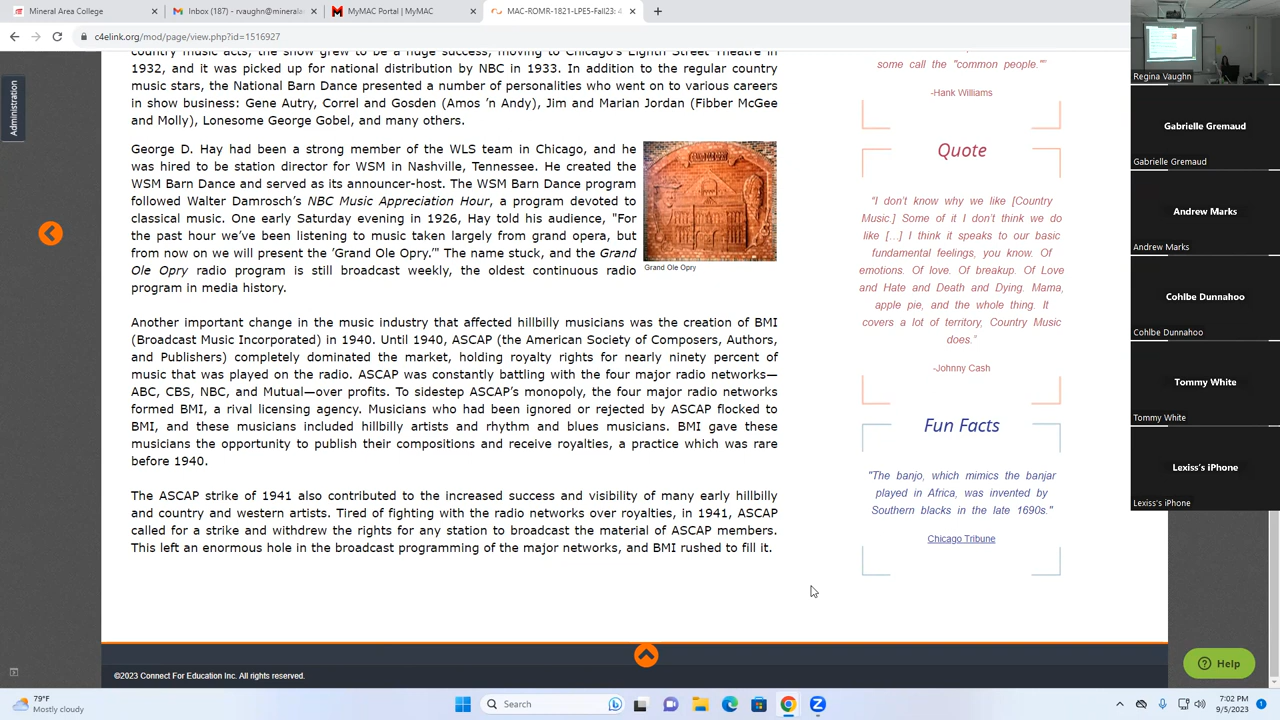 Mineral Area College
Inbox (187) - rvaughn@mineralar
MyMAC Portal | MyMAC
MAC-ROMR-1821-LPE5-Fall23: 4
c4elink.org/mod/page/view.php?id=1516927
Administration
country music acts, the show grew to be a huge success, moving to Chicago's Eighth Street Theatre in
1932, and it was picked up for national distribution by NBC in 1933. In addition to the regular country
music stars, the National Barn Dance presented a number of personalities who went on to various careers
in show business: Gene Autry, Correl and Gosden (Amos 'n Andy), Jim and Marian Jordan (Fibber McGee
and Molly), Lonesome George Gobel, and many others.
George D. Hay had been a strong member of the WLS team in Chicago, and he
was hired to be station director for WSM in Nashville, Tennessee. He created the
WSM Barn Dance and served as its announcer-host. The WSM Barn Dance program
followed Walter Damrosch's NBC Music Appreciation Hour, a program devoted to
classical music. One early Saturday evening in 1926, Hay told his audience, "For
the past hour we've been listening to music taken largely from grand opera, but
from now on we will present the 'Grand Ole Opry.'" The name stuck, and the Grand
Ole Opry radio program is still broadcast weekly, the oldest continuous radio
program in media history.
Grand Ole Opry
Another important change in the music industry that affected hillbilly musicians was the creation of BMI
(Broadcast Music Incorporated) in 1940. Until 1940, ASCAP (the American Society of Composers, Authors,
and Publishers) completely dominated the market, holding royalty rights for nearly ninety percent of
music that was played on the radio. ASCAP was constantly battling with the four major radio networks—
ABC, CBS, NBC, and Mutual—over profits. To sidestep ASCAP's monopoly, the four major radio networks
formed BMI, a rival licensing agency. Musicians who had been ignored or rejected by ASCAP flocked to
BMI, and these musicians included hillbilly artists and rhythm and blues musicians. BMI gave these
musicians the opportunity to publish their compositions and receive royalties, a practice which was rare
before 1940.
The ASCAP strike of 1941 also contributed to the increased success and visibility of many early hillbilly
and country and western artists. Tired of fighting the four radio networks over royalties, in 1941, ASCAP
called for a strike and withdrew the rights for any station to broadcast the music of ASCAP members.
This left an enormous hole in the broadcast programming of the major networks, and BMI rushed to fill it.
some call the "common people.""
-Hank Williams
Quote
"I don't know why we like [Country
Music.] Some of it I don't think we do
like […] I think it speaks to our basic
fundamental feelings, you know. Of
emotions. Of love. Of breakup. Of Love
and Hate and Death and Dying. Mama,
apple pie, and the whole thing. It
covers a lot of territory, Country Music
does."
-Johnny Cash
Fun Facts
"The banjo, which mimics the banjar
played in Africa, was invented by
Southern blacks in the late 1690s."
Chicago Tribune
©2023 Connect For Education Inc. All rights reserved.
Help
Regina Vaughn
Gabrielle Gremaud
Gabrielle Gremaud
Andrew Marks
Andrew Marks
Cohlbe Dunnahoo
Cohlbe Dunnahoo
Tommy White
Tommy White
Lexiss's iPhone
Lexiss's iPhone
79°F
Mostly cloudy
Search
7:02 PM
9/5/2023